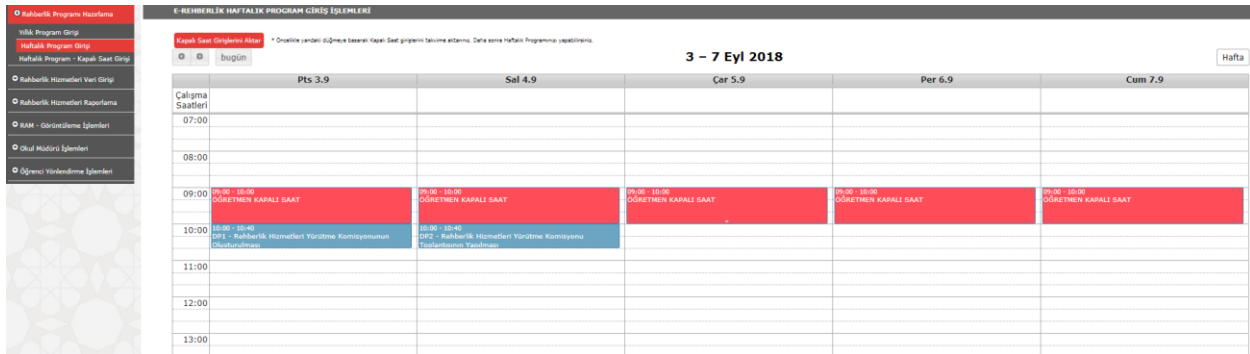 Rehberlik Programı Hazırlama
Yıllık Program Girişi
Haftalık Program Girişi
Haftalık Program - Kapalı Saat Girişi
Rehberlik Hizmetleri Veri Girişi
Rehberlik Hizmetleri Raporlama
RAM - Görüntüleme İşlemleri
Okul Müdürü İşlemleri
Öğrenci Yönlendirme İşlemleri
E-REHBERLİK HAFTALIK PROGRAM GİRİŞ İŞLEMLERİ
Kapalı Saat Girişlerini Aktar * Öncelikle yandaki düğmeye basarak Kapalı Saat girişlerini takvime aktarınız. Daha sonra Haftalık Programınızı yapabilirsiniz.
bugün 3 – 7 Eyl 2018 Hafta
Pts 3.9 Sal 4.9 Çar 5.9 Per 6.9 Cum 7.9
Çalışma
Saatleri
07:00
08:00
09:00
09:00 - 10:00
ÖĞRETMEN KAPALI SAAT
09:00 - 10:00
ÖĞRETMEN KAPALI SAAT
09:00 - 10:00
ÖĞRETMEN KAPALI SAAT
09:00 - 10:00
ÖĞRETMEN KAPALI SAAT
09:00 - 10:00
ÖĞRETMEN KAPALI SAAT
10:00
10:00 - 10:40
DP1 - Rehberlik Hizmetleri Yürütme Komisyonunun
Oluşturulması
10:00 - 10:40
DP2 - Rehberlik Hizmetleri Yürütme Komisyonu
Toplantısının Yapılması
11:00
12:00
13:00